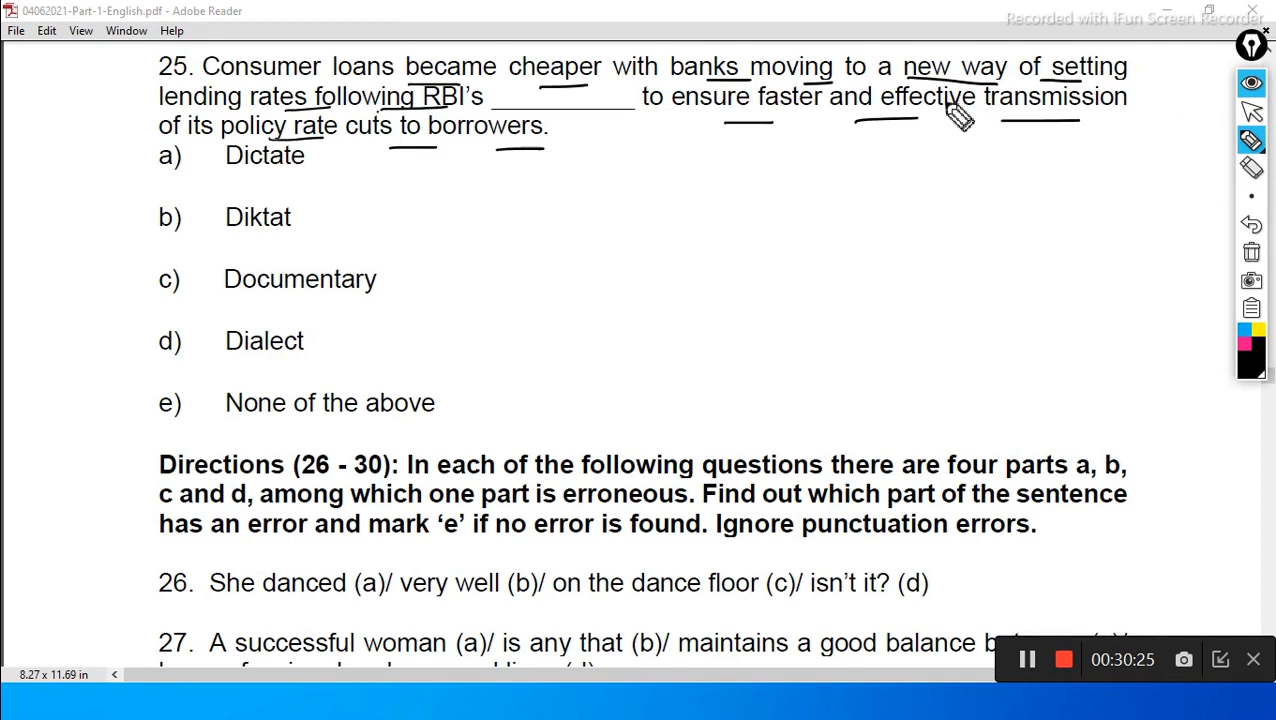 04062021-Part-1-English.pdf - Adobe Reader
Recorded with iFun Screen Recorder
File Edit View Window Help
25. Consumer loans became cheaper with banks moving to a new way of setting
lending rates following RBI's __________ to ensure faster and effective transmission
of its policy rate cuts to borrowers.
a) Dictate
b) Diktat
c) Documentary
d) Dialect
e) None of the above
Directions (26 - 30): In each of the following questions there are four parts a, b,
c and d, among which one part is erroneous. Find out which part of the sentence
has an error and mark 'e' if no error is found. Ignore punctuation errors.
26. She danced (a)/ very well (b)/ on the dance floor (c)/ isn't it? (d)
27. A successful woman (a)/ is any that (b)/ maintains a good balance
00:30:25
8.27 x 11.69 in